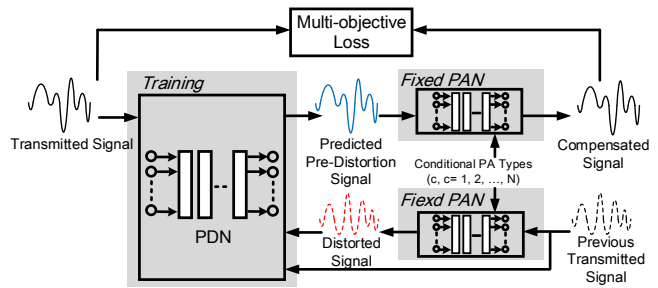 Multi-objective
Loss
Training
Fixed PAN
Transmitted Signal
Predicted
Pre-Distortion
Signal
Compensated
Signal
Conditional PA Types
(c, c= 1, 2, ..., N)
PDN
Fiexd PAN
Distorted
Signal
Previous
Transmitted
Signal